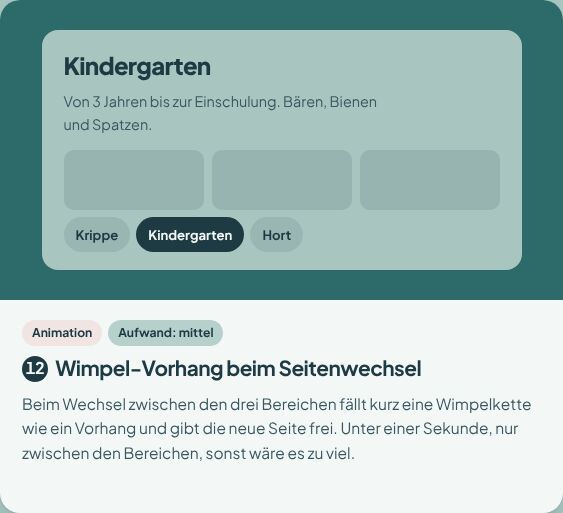 Kindergarten
Von 3 Jahren bis zur Einschulung. Bären, Bienen
und Spatzen.
Krippe Kindergarten Hort
Animation Aufwand: mittel
12 Wimpel-Vorhang beim Seitenwechsel
Beim Wechsel zwischen den drei Bereichen fällt kurz eine Wimpelkette
wie ein Vorhang und gibt die neue Seite frei. Unter einer Sekunde, nur
zwischen den Bereichen, sonst wäre es zu viel.